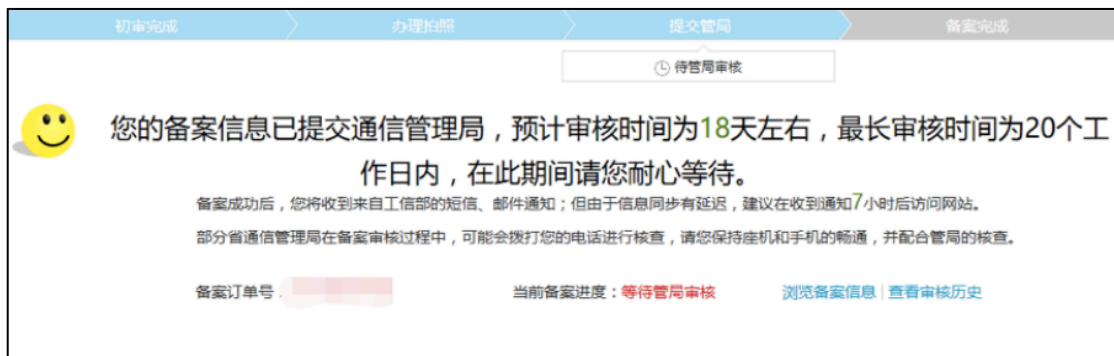 初审完成
办理拍照
提交管局
备案完成
待管局审核
您的备案信息已提交通信管理局，预计审核时间为18天左右，最长审核时间为20个工
作日内，在此期间请您耐心等待。
备案成功后，您将收到来自工信部的短信、邮件通知；但由于信息同步有延迟，建议在收到通知7小时后访问网站。
部分省通信管理局在备案审核过程中，可能会拨打您的电话进行核查，请您保持座机和手机的畅通，并配合管局的核查。
备案订单号：
当前备案进度：等待管局审核
浏览备案信息 | 查看审核历史